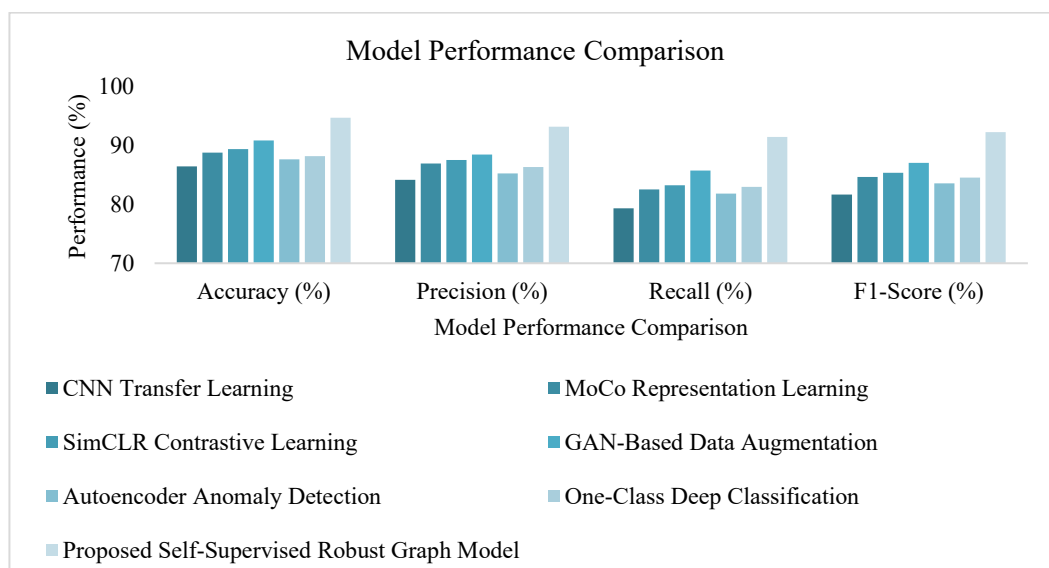 Model Performance Comparison
Performance (%)
100
90
80
70
Accuracy (%) Precision (%) Recall (%) F1-Score (%)
Model Performance Comparison
CNN Transfer Learning MoCo Representation Learning
SimCLR Contrastive Learning GAN-Based Data Augmentation
Autoencoder Anomaly Detection One-Class Deep Classification
Proposed Self-Supervised Robust Graph Model